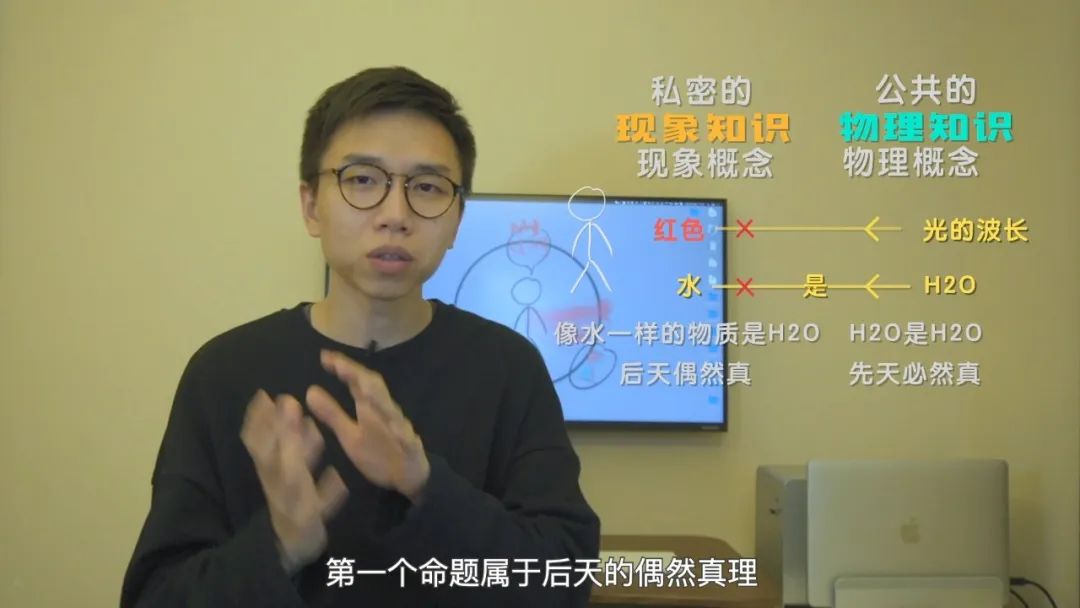 私密的 公共的
现象知识 物理知识
现象概念 物理概念
红色 光的波长
水 是 H2O
像水一样的物质是H2O H2O是H2O
后天偶然真 先天必然真
第一个命题属于后天的偶然真理